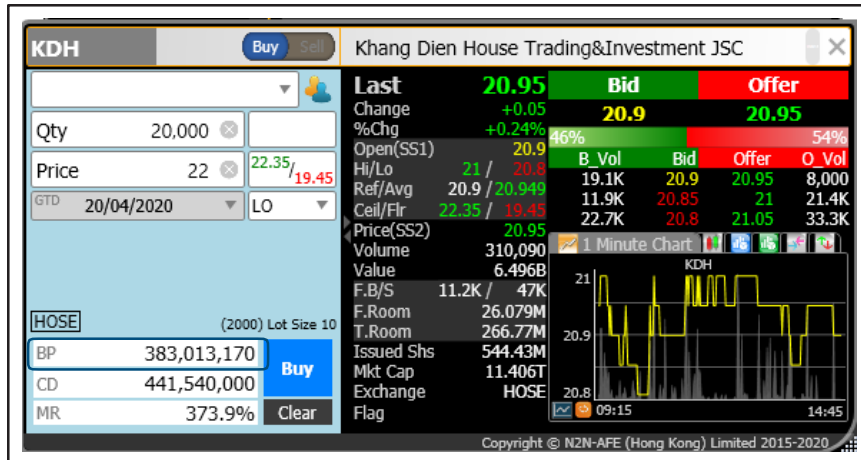 KDH Buy Sell Khang Dien House Trading&Investment JSC
Qty 20,000
Price 22 22.35/19.45
GTD 20/04/2020 LO
HOSE (2000) Lot Size 10
BP 383,013,170
CD 441,540,000
MR 373.9%
Buy
Clear
Last 20.95
Change +0.05
%Chg +0.24%
Open(SS1) 20.9
Hi/Lo 21 / 20.8
Ref/Avg 20.9 / 20.949
Ceil/Flr 22.35 / 19.45
Price(SS2) 20.95
Volume 310,090
Value 6.496B
F.B/S 11.2K / 47K
F.Room 26.079M
T.Room 266.77M
Issued Shs 544.43M
Mkt Cap 11.406T
Exchange HOSE
Flag
Bid Offer
20.9 20.95
46% 54%
B_Vol Bid Offer O_Vol
19.1K 20.9 20.95 8,000
11.9K 20.85 21 21.4K
22.7K 20.8 21.05 33.3K
1 Minute Chart
KDH
21
20.9
20.8
09:15 14:45
Copyright © N2N-AFE (Hong Kong) Limited 2015-2020